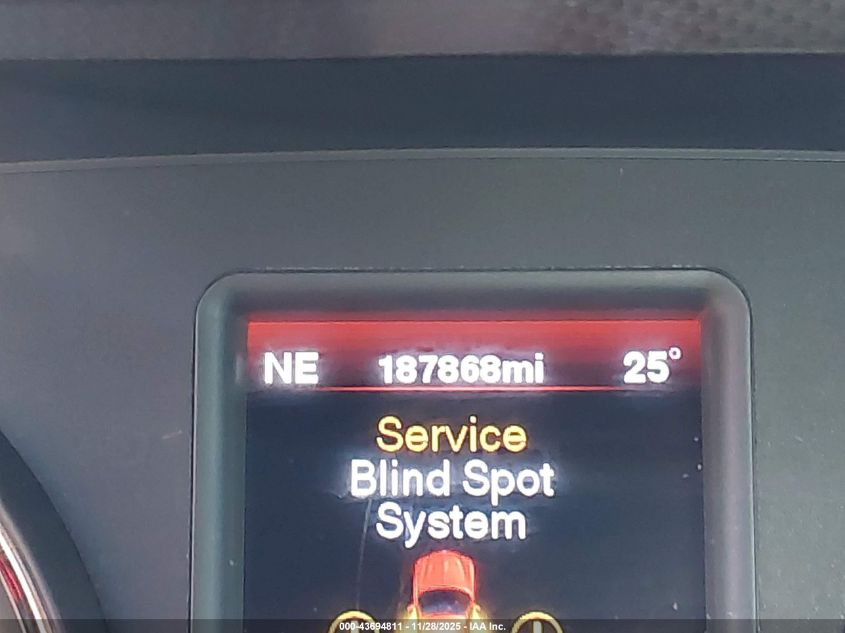 NE 187868mi 25°
Service
Blind Spot
System
000-43694811 - 11/28/2025 - IAA Inc.